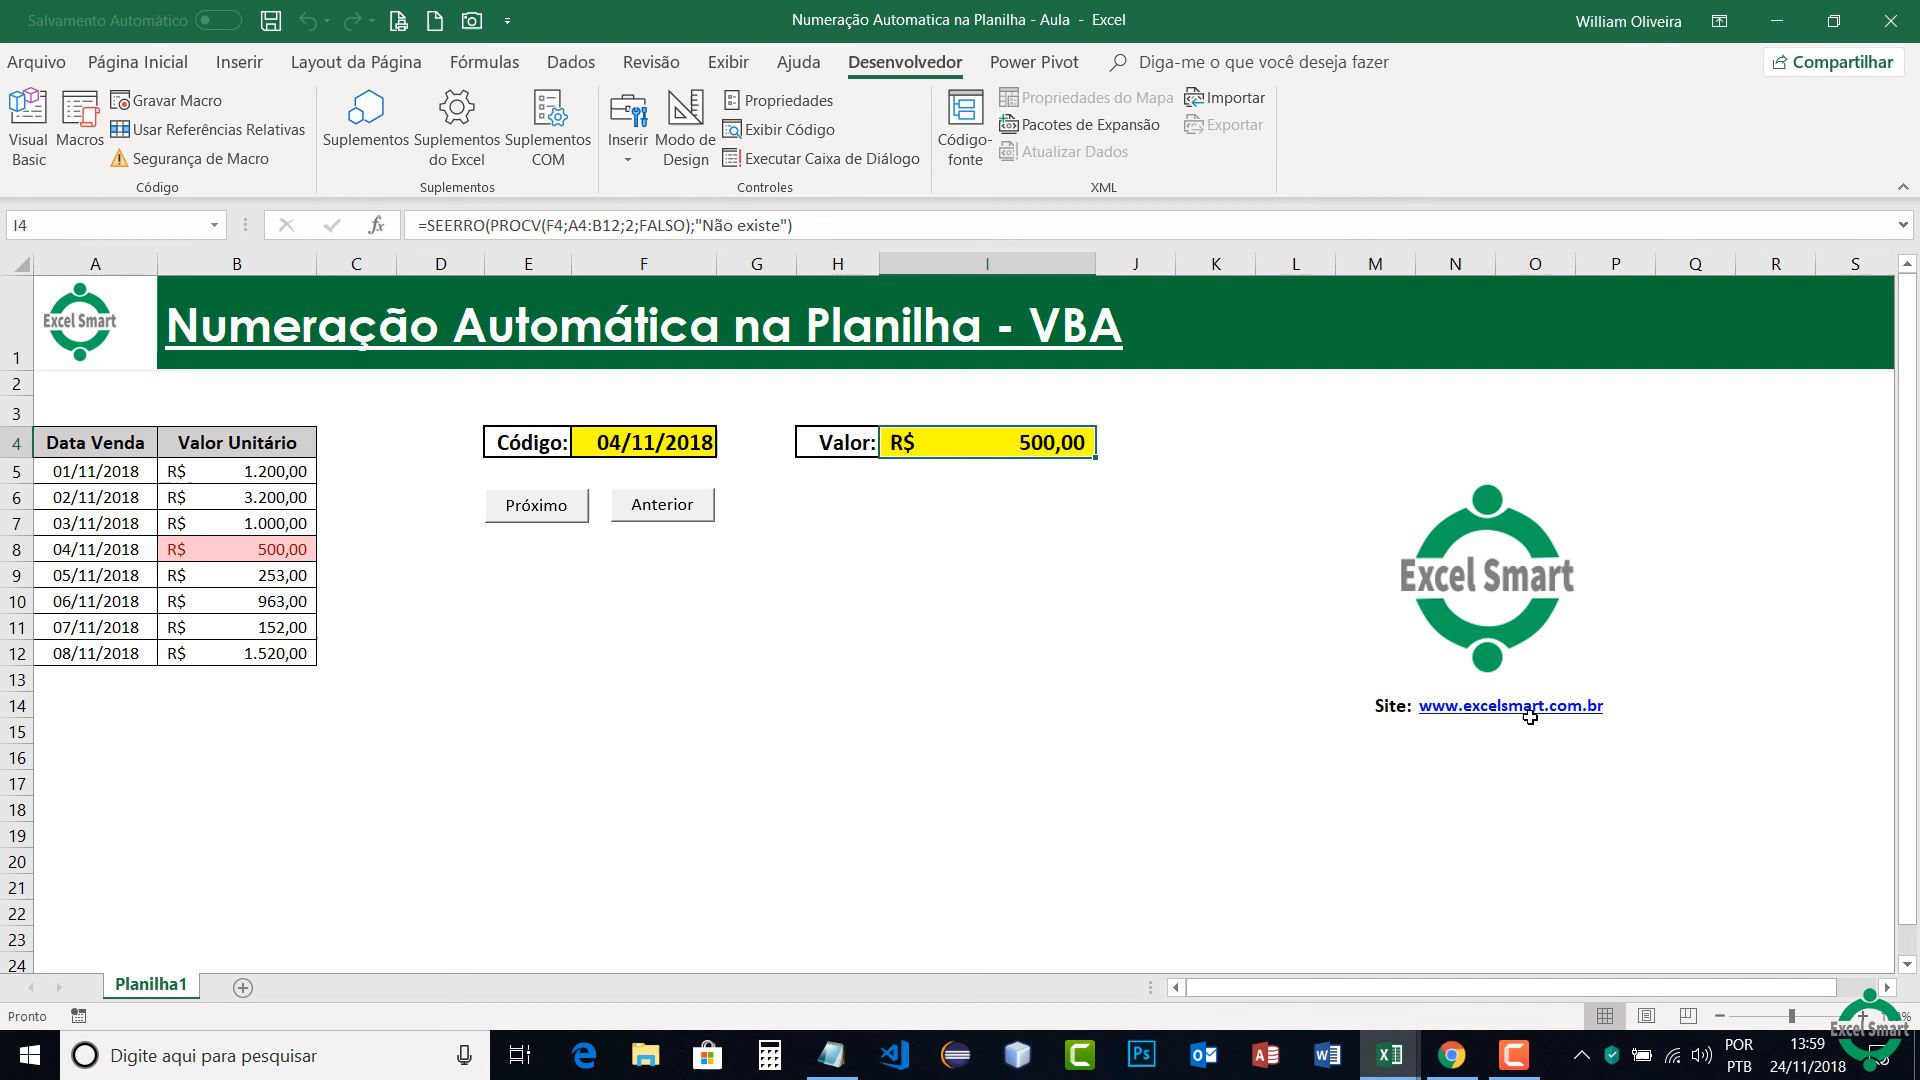 Salvamento Automático
Numeração Automatica na Planilha - Aula - Excel
William Oliveira
Arquivo Página Inicial Inserir Layout da Página Fórmulas Dados Revisão Exibir Ajuda Desenvolvedor Power Pivot Diga-me o que você deseja fazer Compartilhar
Visual Basic
Macros
Gravar Macro
Usar Referências Relativas
Segurança de Macro
Código
Suplementos
Suplementos do Excel
Suplementos COM
Suplementos
Inserir
Modo de Design
Propriedades
Exibir Código
Executar Caixa de Diálogo
Controles
Código-fonte
Propriedades do Mapa
Pacotes de Expansão
Atualizar Dados
Importar
Exportar
XML
I4
fx
=SEERRO(PROCV(F4;A4:B12;2;FALSO);"Não existe")
A B C D E F G H I J K L M N O P Q R S
Excel Smart
1 Numeração Automática na Planilha - VBA
2
3
4 Data Venda Valor Unitário Código: 04/11/2018 Valor: R$ 500,00
5 01/11/2018 R$ 1.200,00
6 02/11/2018 R$ 3.200,00
Próximo Anterior
7 03/11/2018 R$ 1.000,00
8 04/11/2018 R$ 500,00
9 05/11/2018 R$ 253,00
Excel Smart
10 06/11/2018 R$ 963,00
11 07/11/2018 R$ 152,00
12 08/11/2018 R$ 1.520,00
13
14 Site: www.excelsmart.com.br
15
16
17
18
19
20
21
22
23
24
Planilha1
Pronto
Excel Smart
Digite aqui para pesquisar
POR
PTB
13:59
24/11/2018